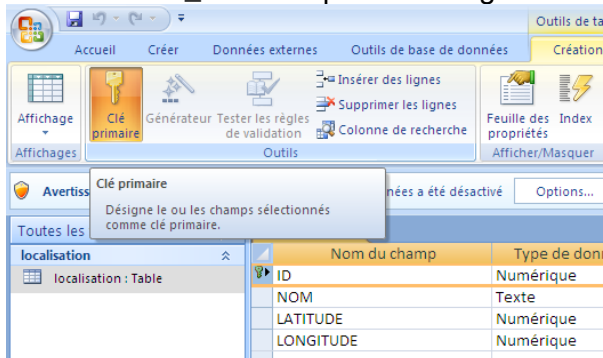 Outils de ta
Accueil Créer Données externes Outils de base de données Création
Affichage Clé primaire Générateur Tester les règles de validation Insérer des lignes Supprimer les lignes Colonne de recherche Feuille des propriétés Index
Affichages Outils Afficher/Masquer
Avertiss nées a été désactivé Options...
Clé primaire
Désigne le ou les champs sélectionnés
comme clé primaire.
Toutes les
localisation
localisation : Table
Nom du champ Type de donn
ID Numérique
NOM Texte
LATITUDE Numérique
LONGITUDE Numérique